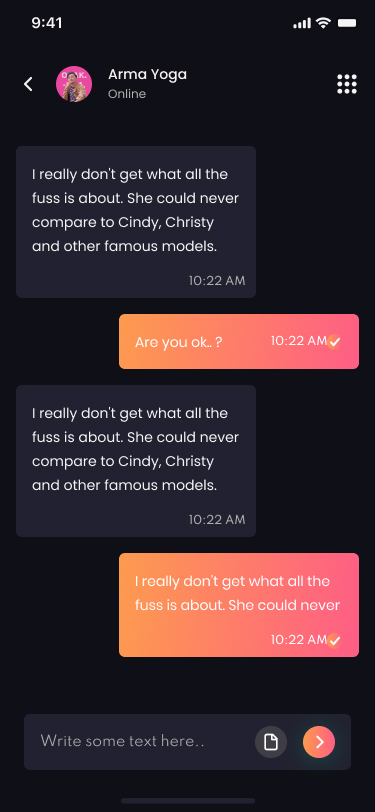 9:41
Arma Yoga
Online
I really don't get what all the
fuss is about. She could never
compare to Cindy, Christy
and other famous models.
10:22 AM
Are you ok.. ?
10:22 AM
I really don't get what all the
fuss is about. She could never
compare to Cindy, Christy
and other famous models.
10:22 AM
I really don't get what all the
fuss is about. She could never
10:22 AM
Write some text here..